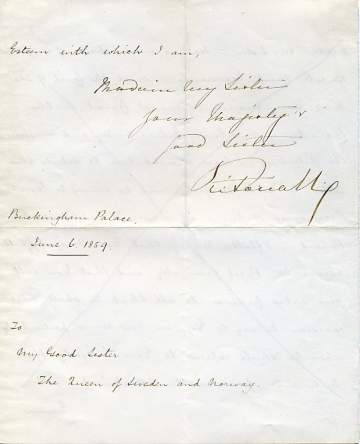 Esteem with which I am,
Madam My Sister
Your Majesty's
Good Sister
Victoria R
Buckingham Palace.
June 6. 1859.
To
My Good Sister
The Queen of Sweden and Norway.